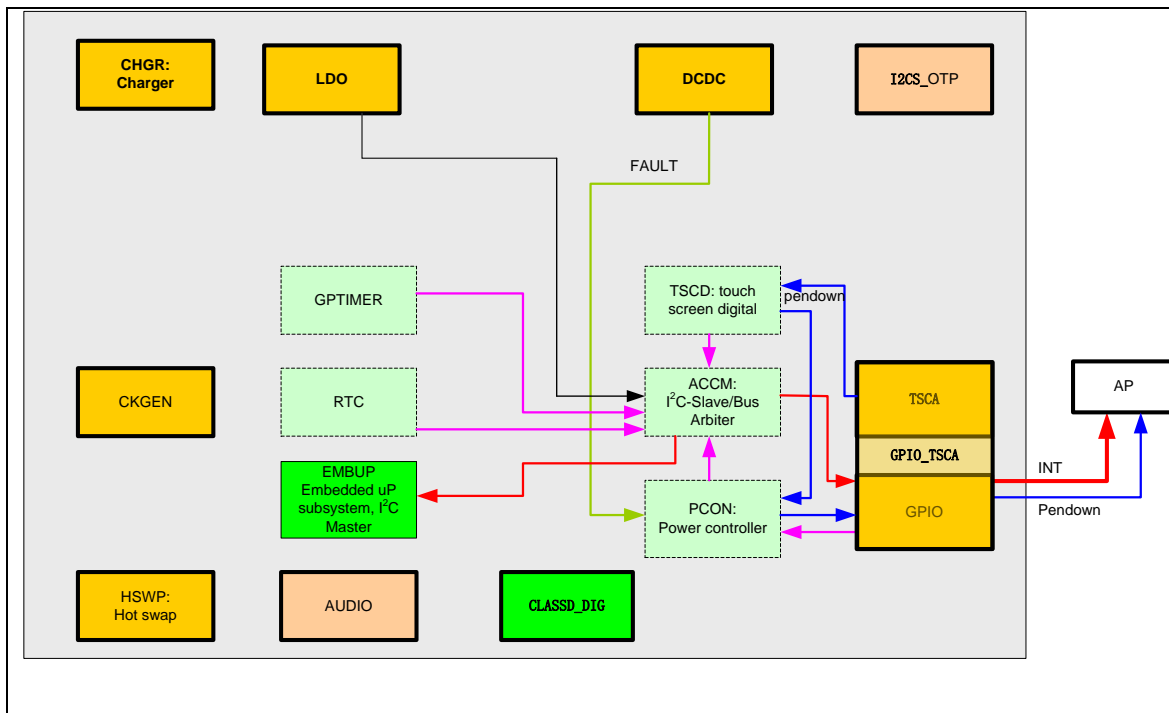 CHGR:
Charger
LDO
DCDC
I2CS_OTP
FAULT
GPTIMER
TSCD: touch
screen digital
pendown
CKGEN
RTC
ACCM:
I²C-Slave/Bus
Arbiter
TSCA
AP
GPIO_TSCA
EMBUP
Embedded uP
subsystem, I²C
Master
INT
PCON:
Power controller
GPIO
Pendown
HSWP:
Hot swap
AUDIO
CLASSD_DIG